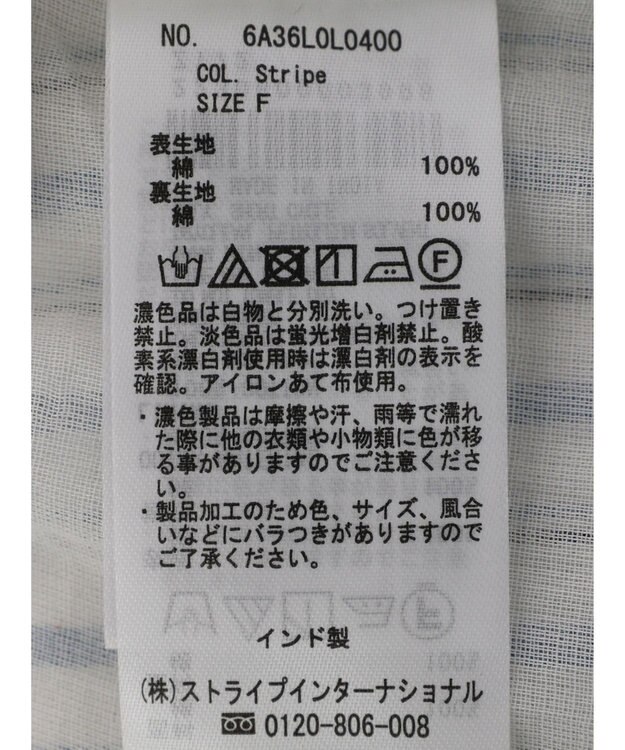 NO. 6A36L0L0400
COL. Stripe
SIZE F
表生地
綿 100%
裏生地
綿 100%
F
濃色品は白物と分別洗い。つけ置き
禁止。淡色品は蛍光増白剤禁止。酸
素系漂白剤使用時は漂白剤の表示を
確認。アイロンあて布使用。
・濃色製品は摩擦や汗、雨等で濡れ
た際に他の衣類や小物類に色が移
る事がありますのでご注意くださ
い。
・製品加工のため色、サイズ、風合
いなどにバラつきがありますので
ご了承ください。
インド製
(株)ストライプインターナショナル
0120-806-008